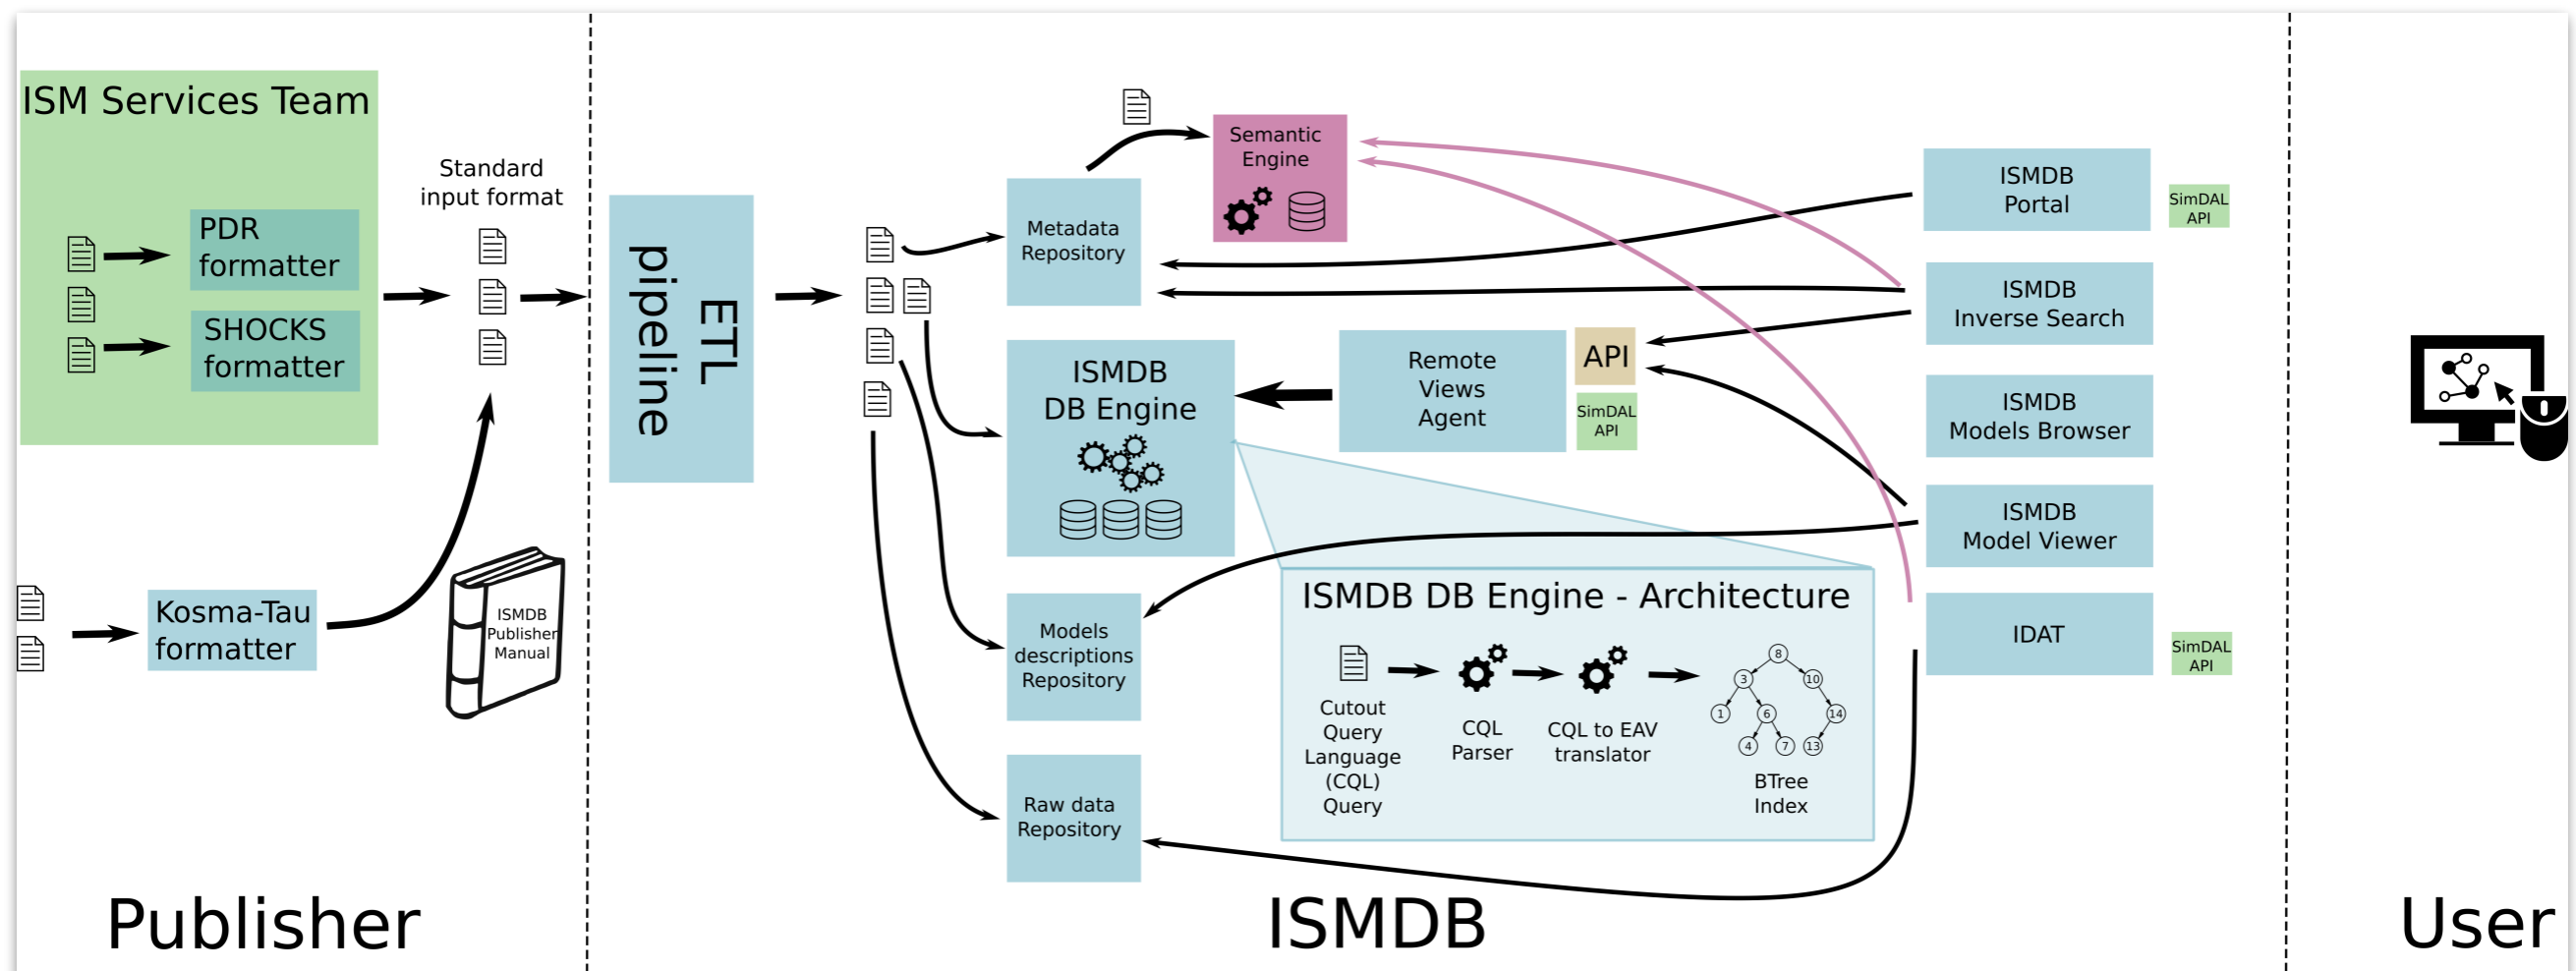 ISM Services Team
PDR
formatter
SHOCKS
formatter
Standard
input format
Kosma-Tau
formatter
ISMDB
Publisher
Manual
Publisher
ETL
pipeline
Metadata
Repository
Semantic
Engine
ISMDB
DB Engine
Remote
Views
Agent
API
SimDAL
API
Models
descriptions
Repository
Raw data
Repository
ISMDB DB Engine - Architecture
Cutout
Query
Language
(CQL)
Query
CQL
Parser
CQL to EAV
translator
8
3
10
1
6
14
4
7
13
BTree
Index
ISMDB
Portal
SimDAL
API
ISMDB
Inverse Search
ISMDB
Models Browser
ISMDB
Model Viewer
IDAT
SimDAL
API
ISMDB
User